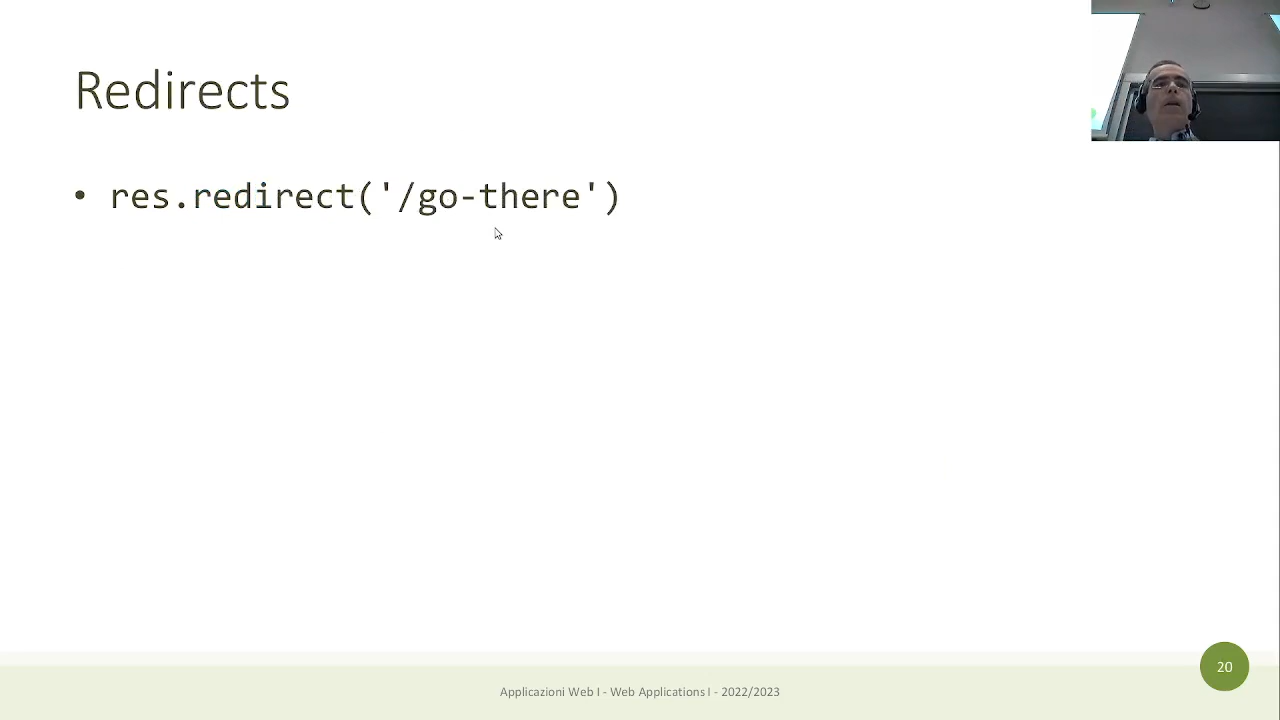 Redirects
• res.redirect('/go-there')
20
Applicazioni Web I - Web Applications I - 2022/2023